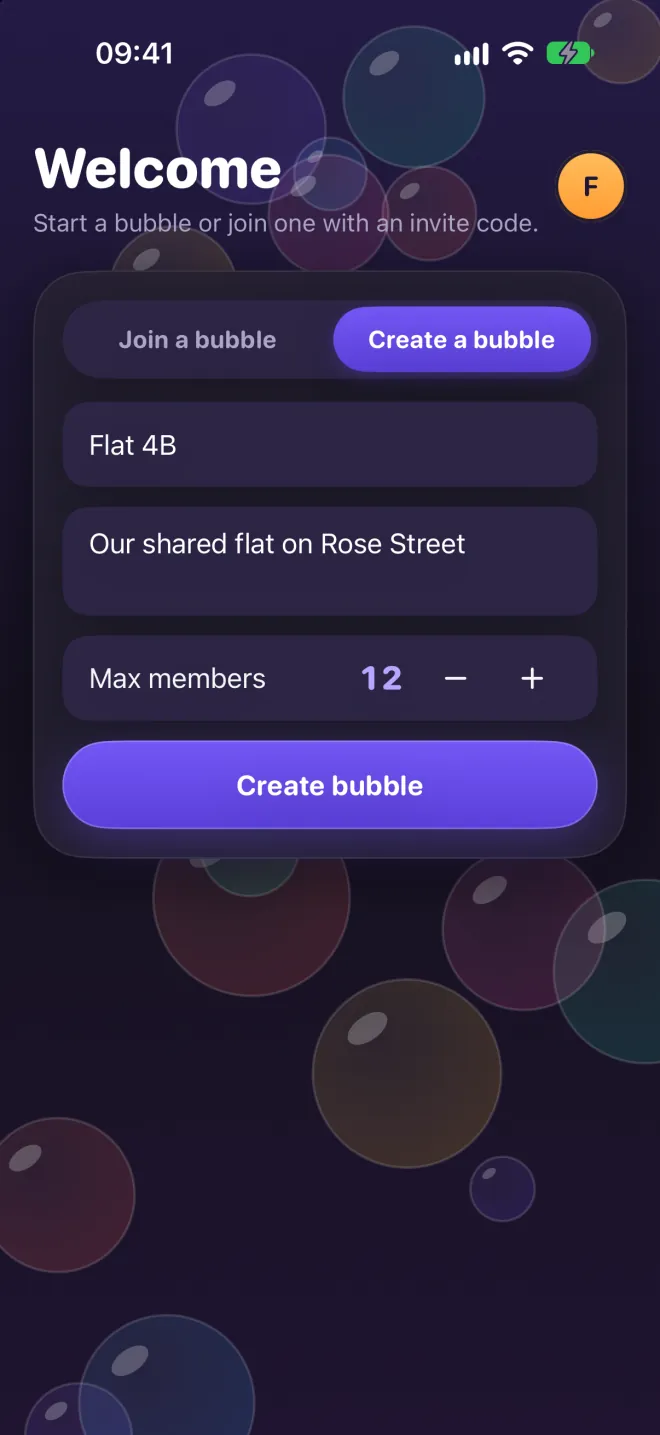 09:41
Welcome
F
Start a bubble or join one with an invite code.
Join a bubble
Create a bubble
Flat 4B
Our shared flat on Rose Street
Max members 12 − +
Create bubble